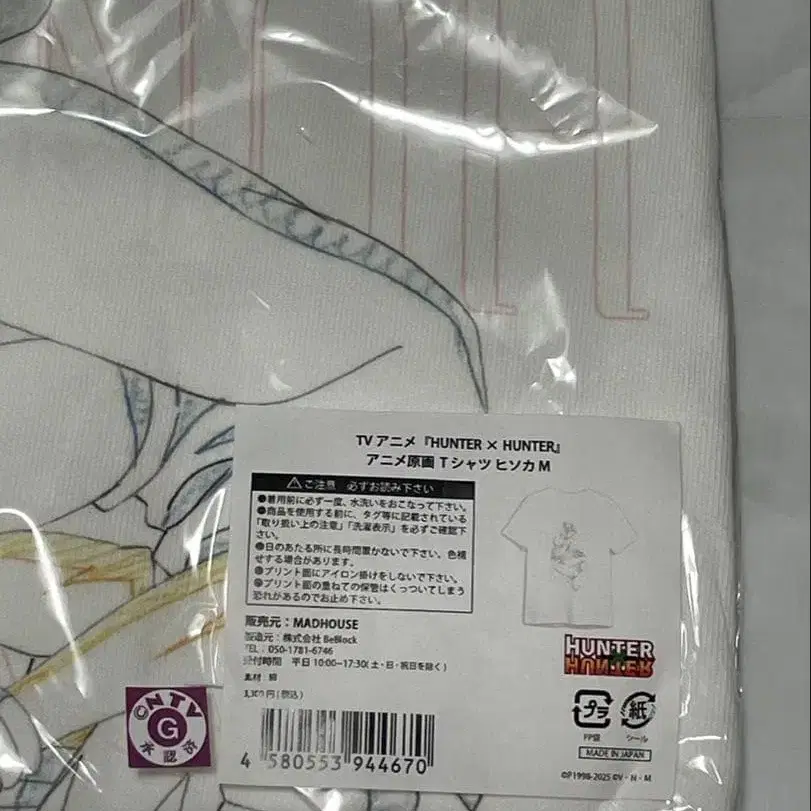 TV アニメ『HUNTER × HUNTER』
アニメ原画 T シャツ ヒソカ M
⚠ご注意 必ずお読み下さい
●着用前に必ず一度、水洗いをおこなって下さい。
●商品を使用する前に、タグ等に記載されている
「取り扱い上の注意」「洗濯表示」を必ずご確認下
さい。
●日のあたる所に長時間置かないで下さい。色褪
せする場合があります。
●プリント面にアイロン掛けをしないで下さい。
●プリント面の重ねての保管はくっついてしまう
恐れがあるのでお止め下さい。
販売元：MADHOUSE
製造元：株式会社 BeBlock
TEL：050-1781-6746
受付時間 平日 10:00~17:30(土・日・祝日を除く)
素材：綿
3,300 円(税込)
4 580553 944670
HUNTER
HUNTER
プラ
紙
PP袋
シール
MADE IN JAPAN
©P1998-2025 ©V・N・M
©NTV
G
承認済